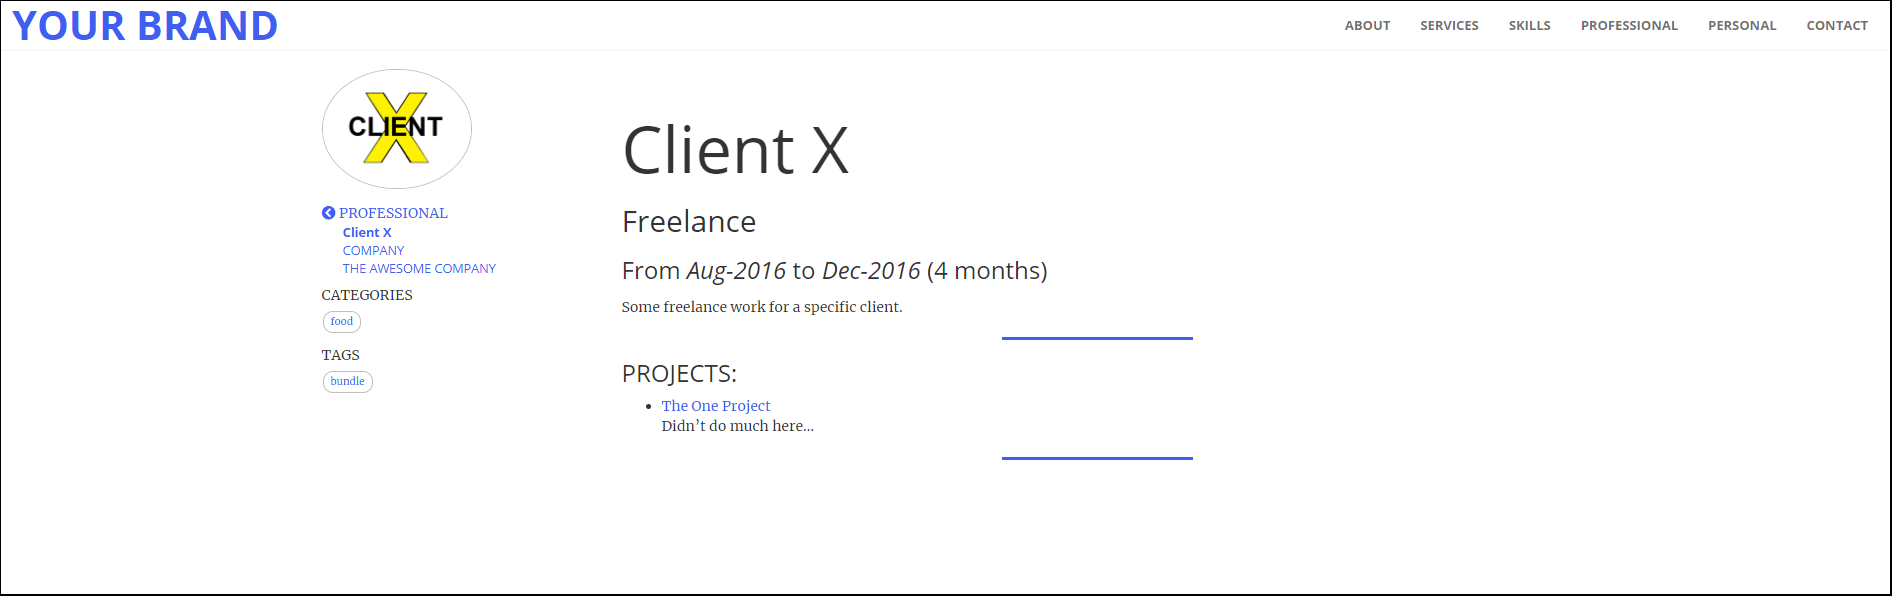 YOUR BRAND
ABOUT SERVICES SKILLS PROFESSIONAL PERSONAL CONTACT
CLIENT X
PROFESSIONAL
Client X
COMPANY
THE AWESOME COMPANY
CATEGORIES
food
TAGS
bundle
Client X
Freelance
From Aug-2016 to Dec-2016 (4 months)
Some freelance work for a specific client.
PROJECTS:
The One Project
Didn’t do much here...